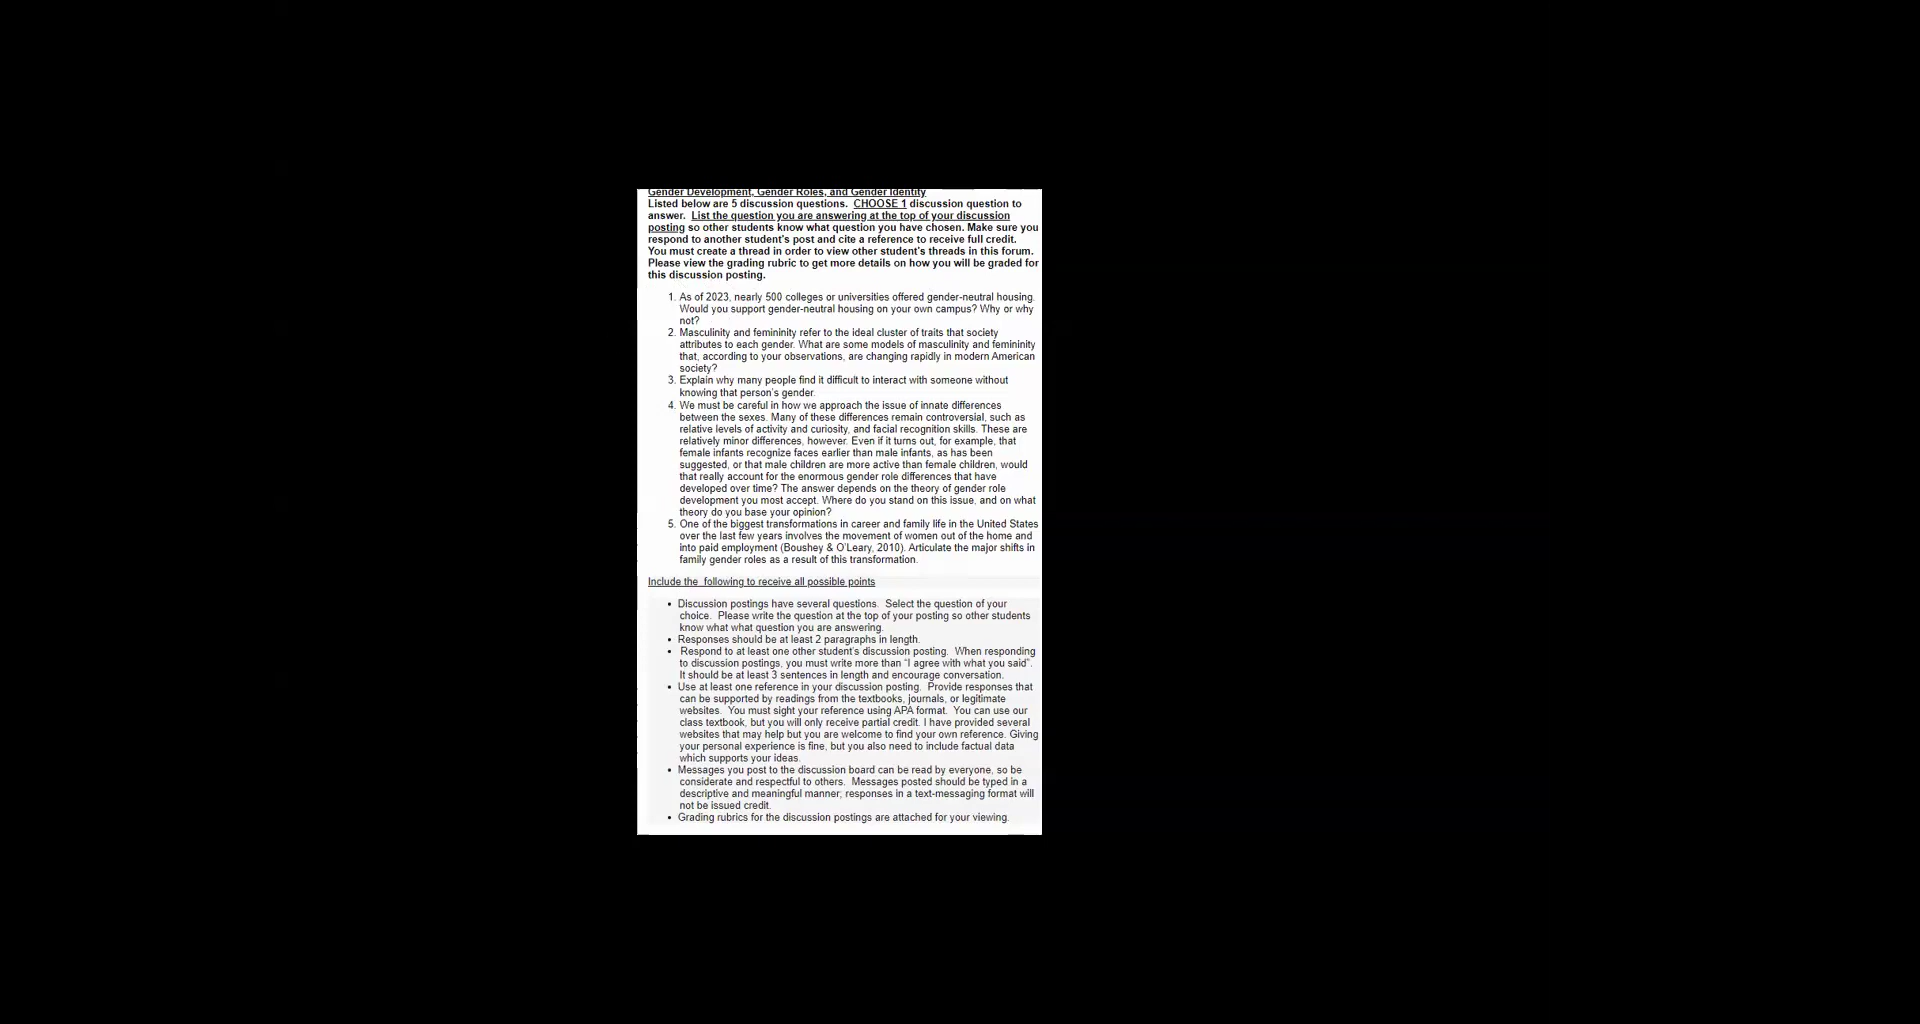 Gender Development, Gender Roles, and Gender Identity
Listed below are 5 discussion questions.  CHOOSE 1 discussion question to
answer.  List the question you are answering at the top of your discussion
posting so other students know what question you have chosen. Make sure you
respond to another student's post and cite a reference to receive full credit.
You must create a thread in order to view other student's threads in this forum.
Please view the grading rubric to get more details on how you will be graded for
this discussion posting.
1. As of 2023, nearly 500 colleges or universities offered gender-neutral housing.
Would you support gender-neutral housing on your own campus? Why or why
not?
2. Masculinity and femininity refer to the ideal cluster of traits that society
attributes to each gender. What are some models of masculinity and femininity
that, according to your observations, are changing rapidly in modern American
society?
3. Explain why many people find it difficult to interact with someone without
knowing that person's gender.
4. We must be careful in how we approach the issue of innate differences
between the sexes. Many of these differences remain controversial, such as
relative levels of activity and curiosity, and facial recognition skills. These are
relatively minor differences, however. Even if it turns out, for example, that
female infants recognize faces earlier than male infants, as has been
suggested, or that male children are more active than female children, would
that really account for the enormous gender role differences that have
developed over time? The answer depends on the theory of gender role
development you most accept. Where do you stand on this issue, and on what
theory do you base your opinion?
5. One of the biggest transformations in career and family life in the United States
over the last few years involves the movement of women out of the home and
into paid employment (Boushey & O'Leary, 2010). Articulate the major shifts in
family gender roles as a result of this transformation.
Include the  following to receive all possible points
• Discussion postings have several questions.  Select the question of your
choice.  Please write the question at the top of your posting so other students
know what what question you are answering.
• Responses should be at least 2 paragraphs in length.
•  Respond to at least one other student's discussion posting.  When responding
to discussion postings, you must write more than “I agree with what you said”.
It should be at least 3 sentences in length and encourage conversation.
• Use at least one reference in your discussion posting.  Provide responses that
can be supported by readings from the textbooks, journals, or legitimate
websites.  You must sight your reference using APA format.  You can use our
class textbook, but you will only receive partial credit. I have provided several
websites that may help but you are welcome to find your own reference. Giving
your personal experience is fine, but you also need to include factual data
which supports your ideas.
• Messages you post to the discussion board can be read by everyone, so be
considerate and respectful to others.  Messages posted should be typed in a
descriptive and meaningful manner; responses in a text-messaging format will
not be issued credit.
• Grading rubrics for the discussion postings are attached for your viewing.